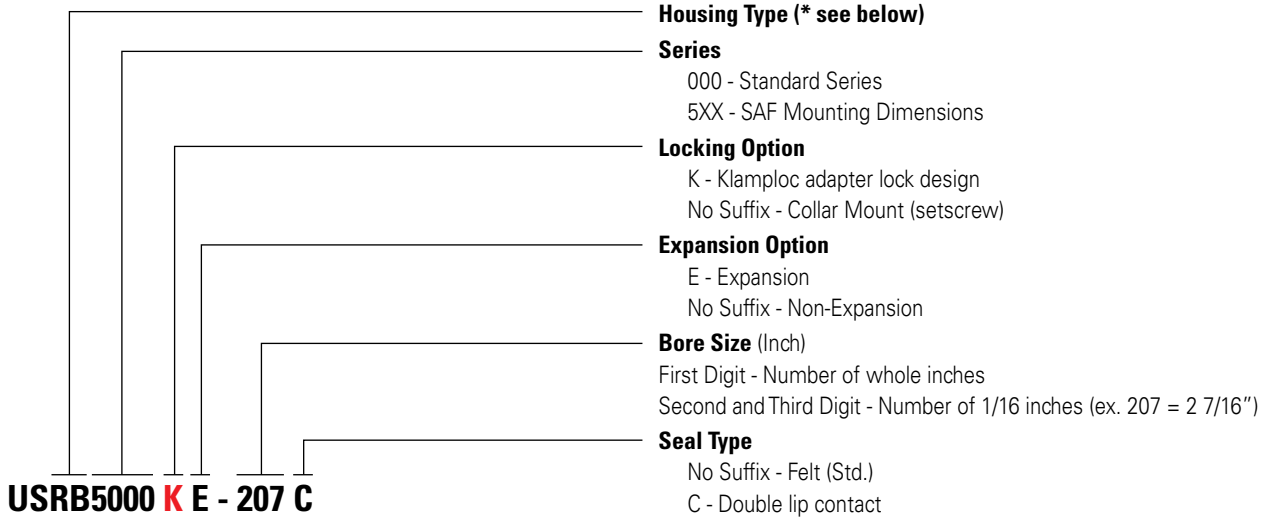 Housing Type (* see below)
Series
000 - Standard Series
5XX - SAF Mounting Dimensions
Locking Option
K - Klamploc adapter lock design
No Suffix - Collar Mount (setscrew)
Expansion Option
E - Expansion
No Suffix - Non-Expansion
Bore Size (Inch)
First Digit - Number of whole inches
Second and Third Digit - Number of 1/16 inches (ex. 207 = 2 7/16")
Seal Type
No Suffix - Felt (Std.)
C - Double lip contact
USRB5000 K E - 207 C